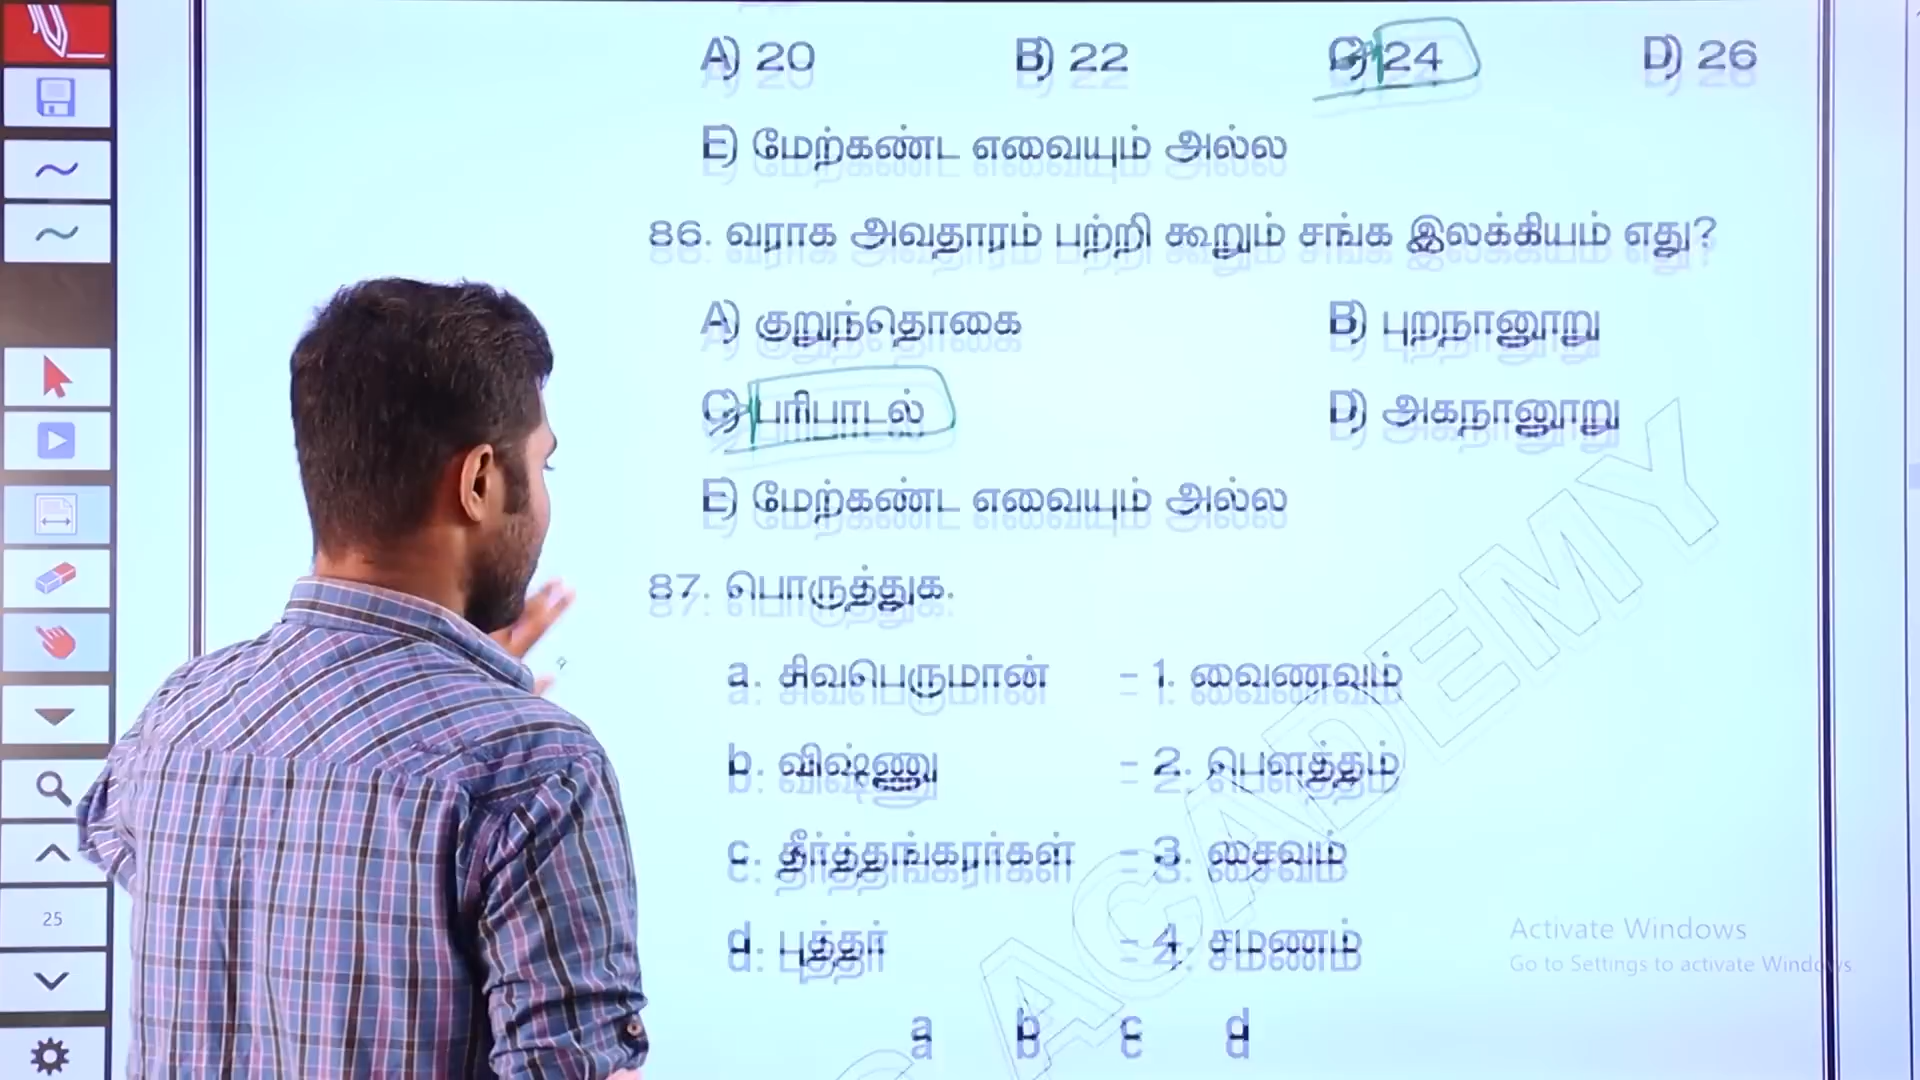 A) 20 B) 22 C) 24 D) 26
E) மேற்கண்ட எவையும் அல்ல
86. வராக அவதாரம் பற்றி கூறும் சங்க இலக்கியம் எது?
A) குறுந்தொகை B) புறநானூறு
C) பரிபாடல் D) அகநானூறு
E) மேற்கண்ட எவையும் அல்ல
87. பொருத்துக.
a. சிவபெருமான் - 1. வைணவம்
b. விஷ்ணு - 2. பௌத்தம்
c. தீர்த்தங்கரர்கள் - 3. சைவம்
d. புத்தர் - 4. சமணம்
a b c d
ACADEMY
Activate Windows
Go to Settings to activate Windows.
25